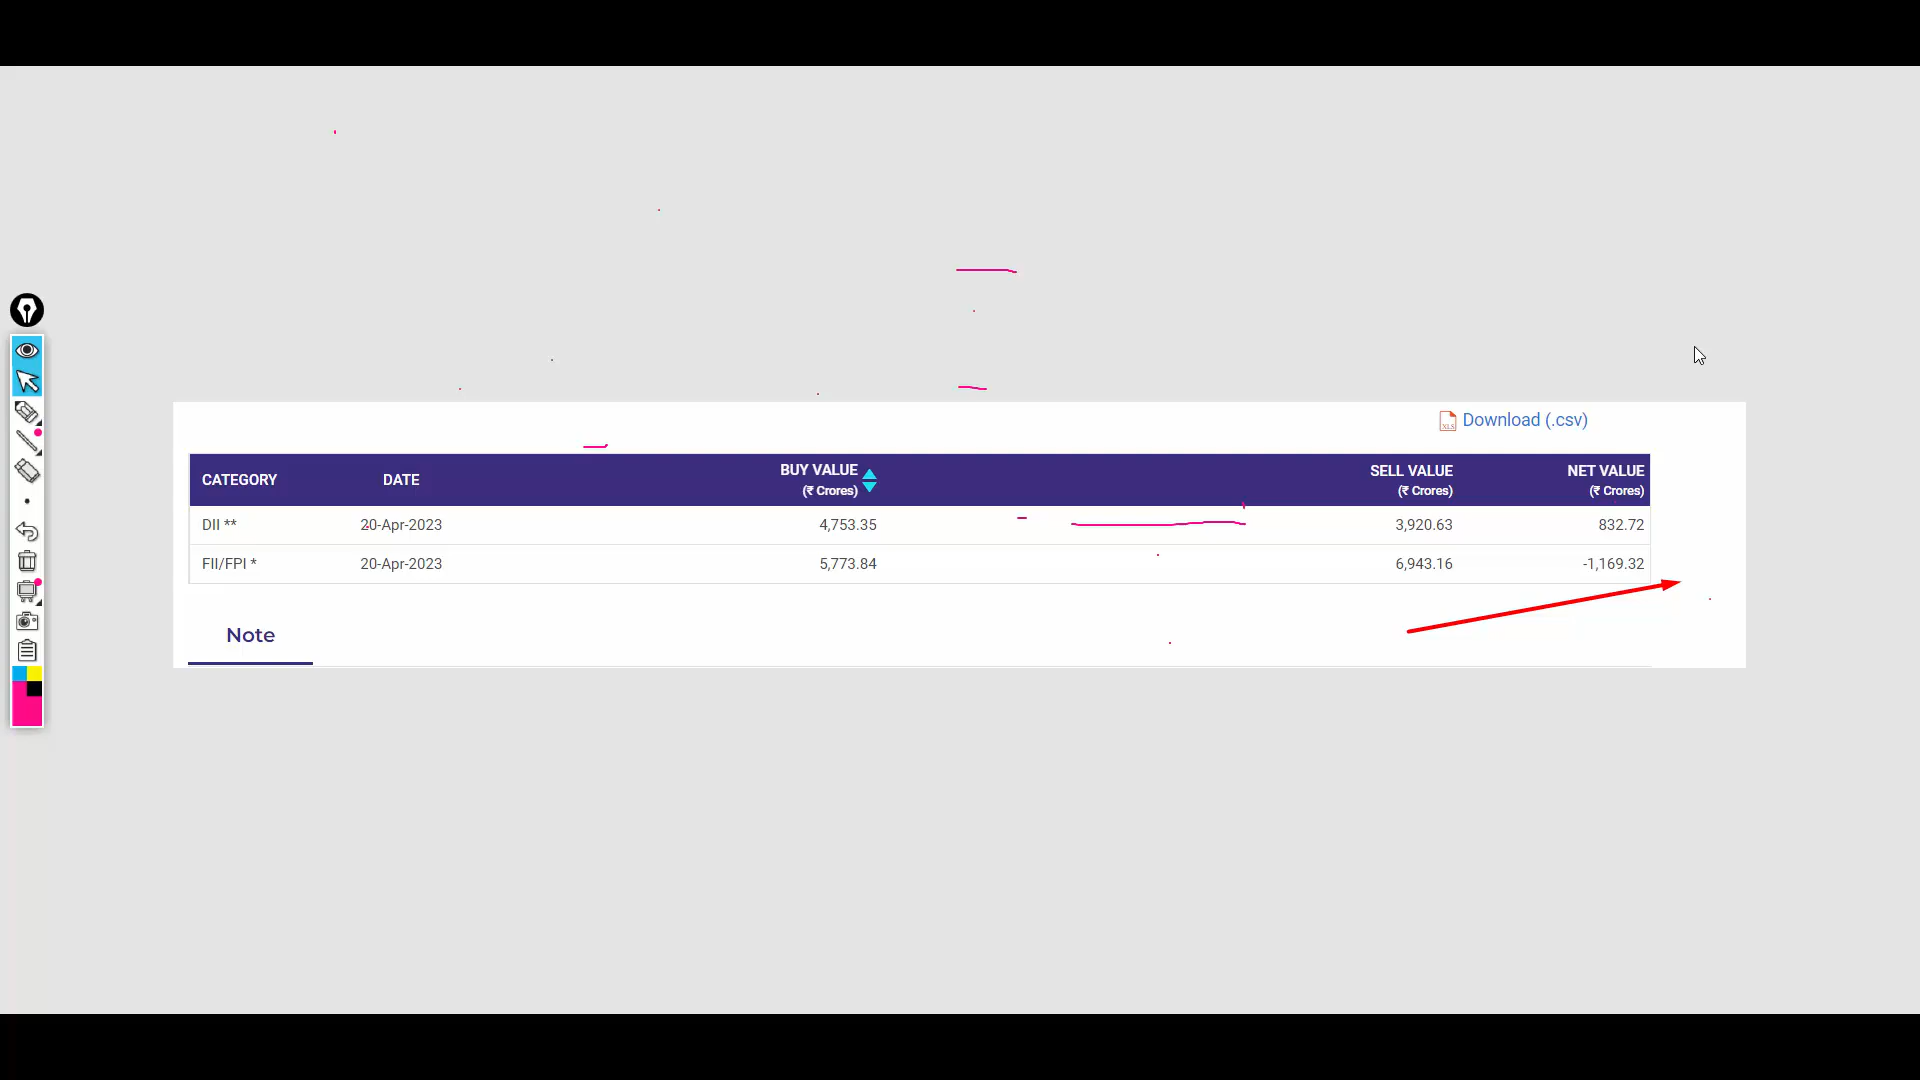 Download (.csv)
CATEGORY DATE BUY VALUE (₹ Crores) SELL VALUE (₹ Crores) NET VALUE (₹ Crores)
DII ** 20-Apr-2023 4,753.35 3,920.63 832.72
FII/FPI * 20-Apr-2023 5,773.84 6,943.16 -1,169.32
Note